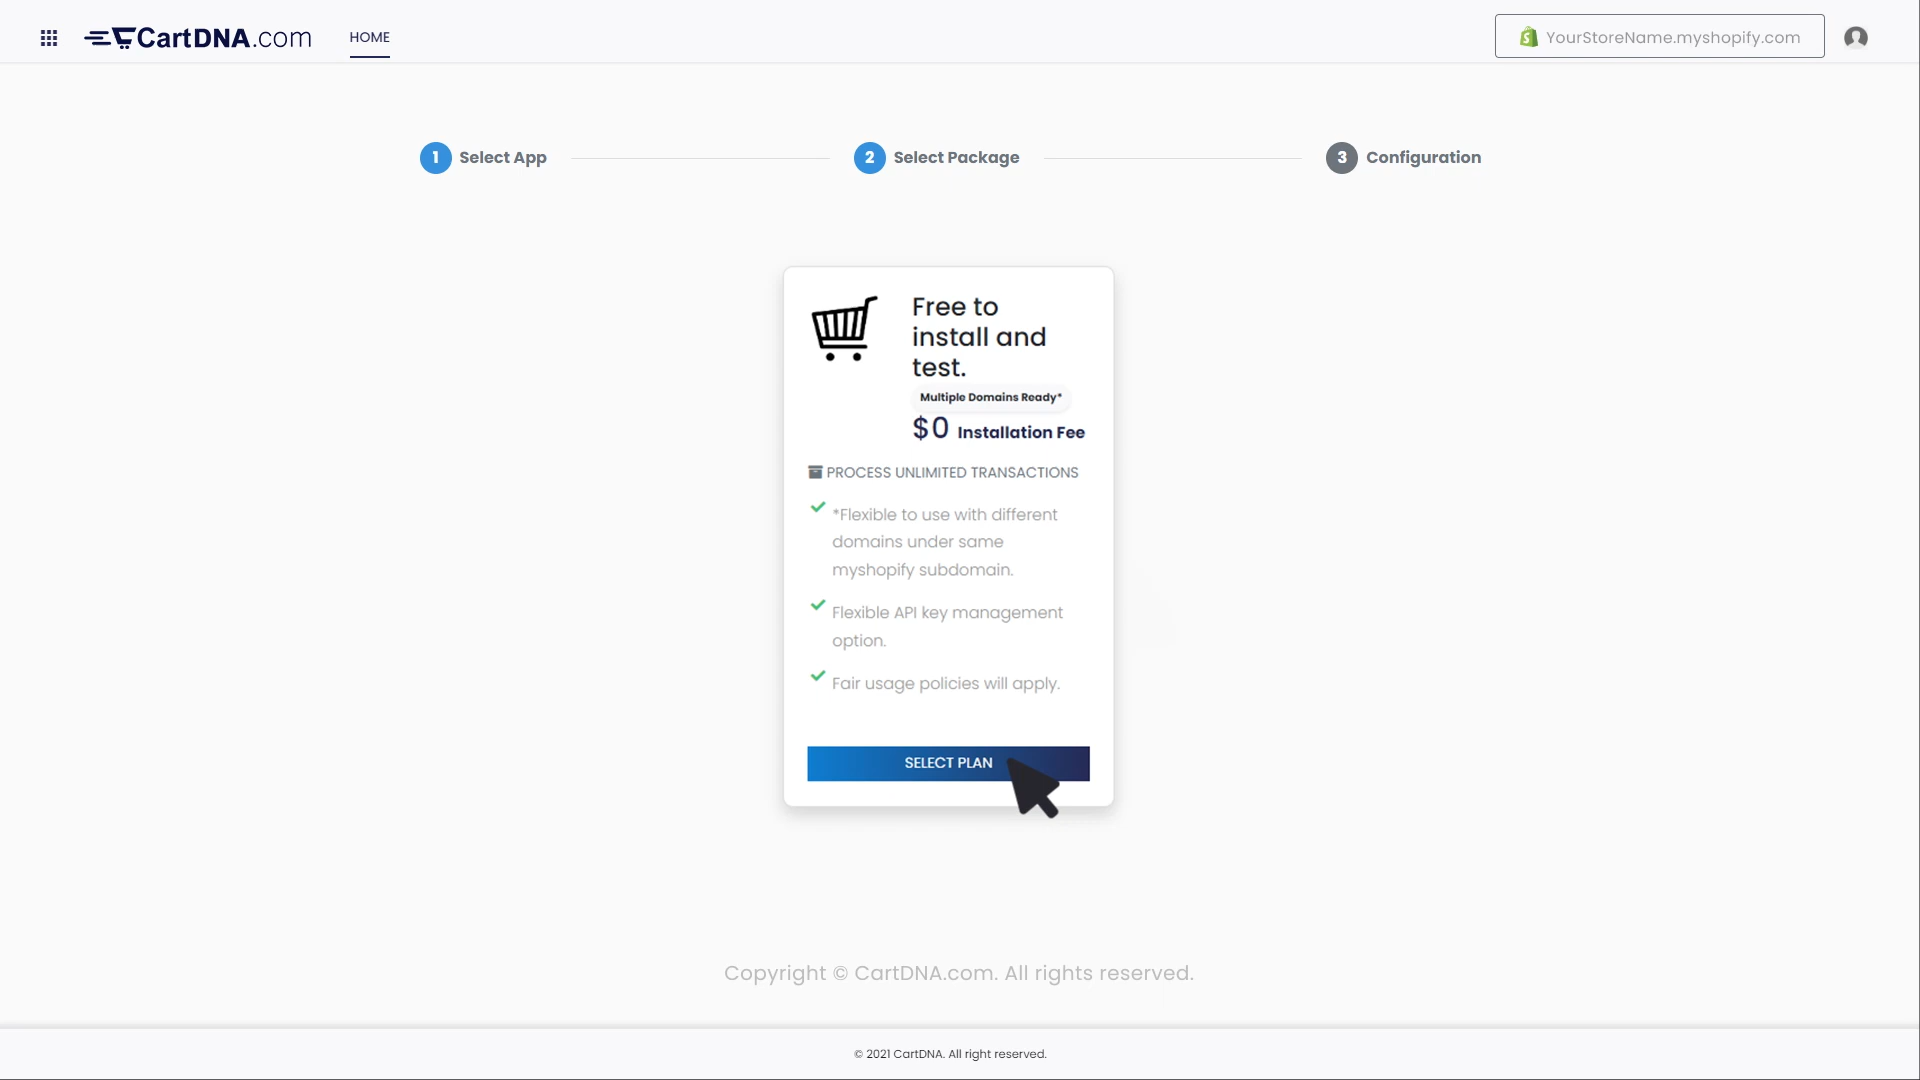 CartDNA.com
HOME
YourStoreName.myshopify.com
1 Select App
2 Select Package
3 Configuration
Free to
install and
test.
Multiple Domains Ready*
$0 Installation Fee
PROCESS UNLIMITED TRANSACTIONS
*Flexible to use with different
domains under same
myshopify subdomain.
Flexible API key management
option.
Fair usage policies will apply.
SELECT PLAN
Copyright © CartDNA.com. All rights reserved.
© 2021 CartDNA. All right reserved.